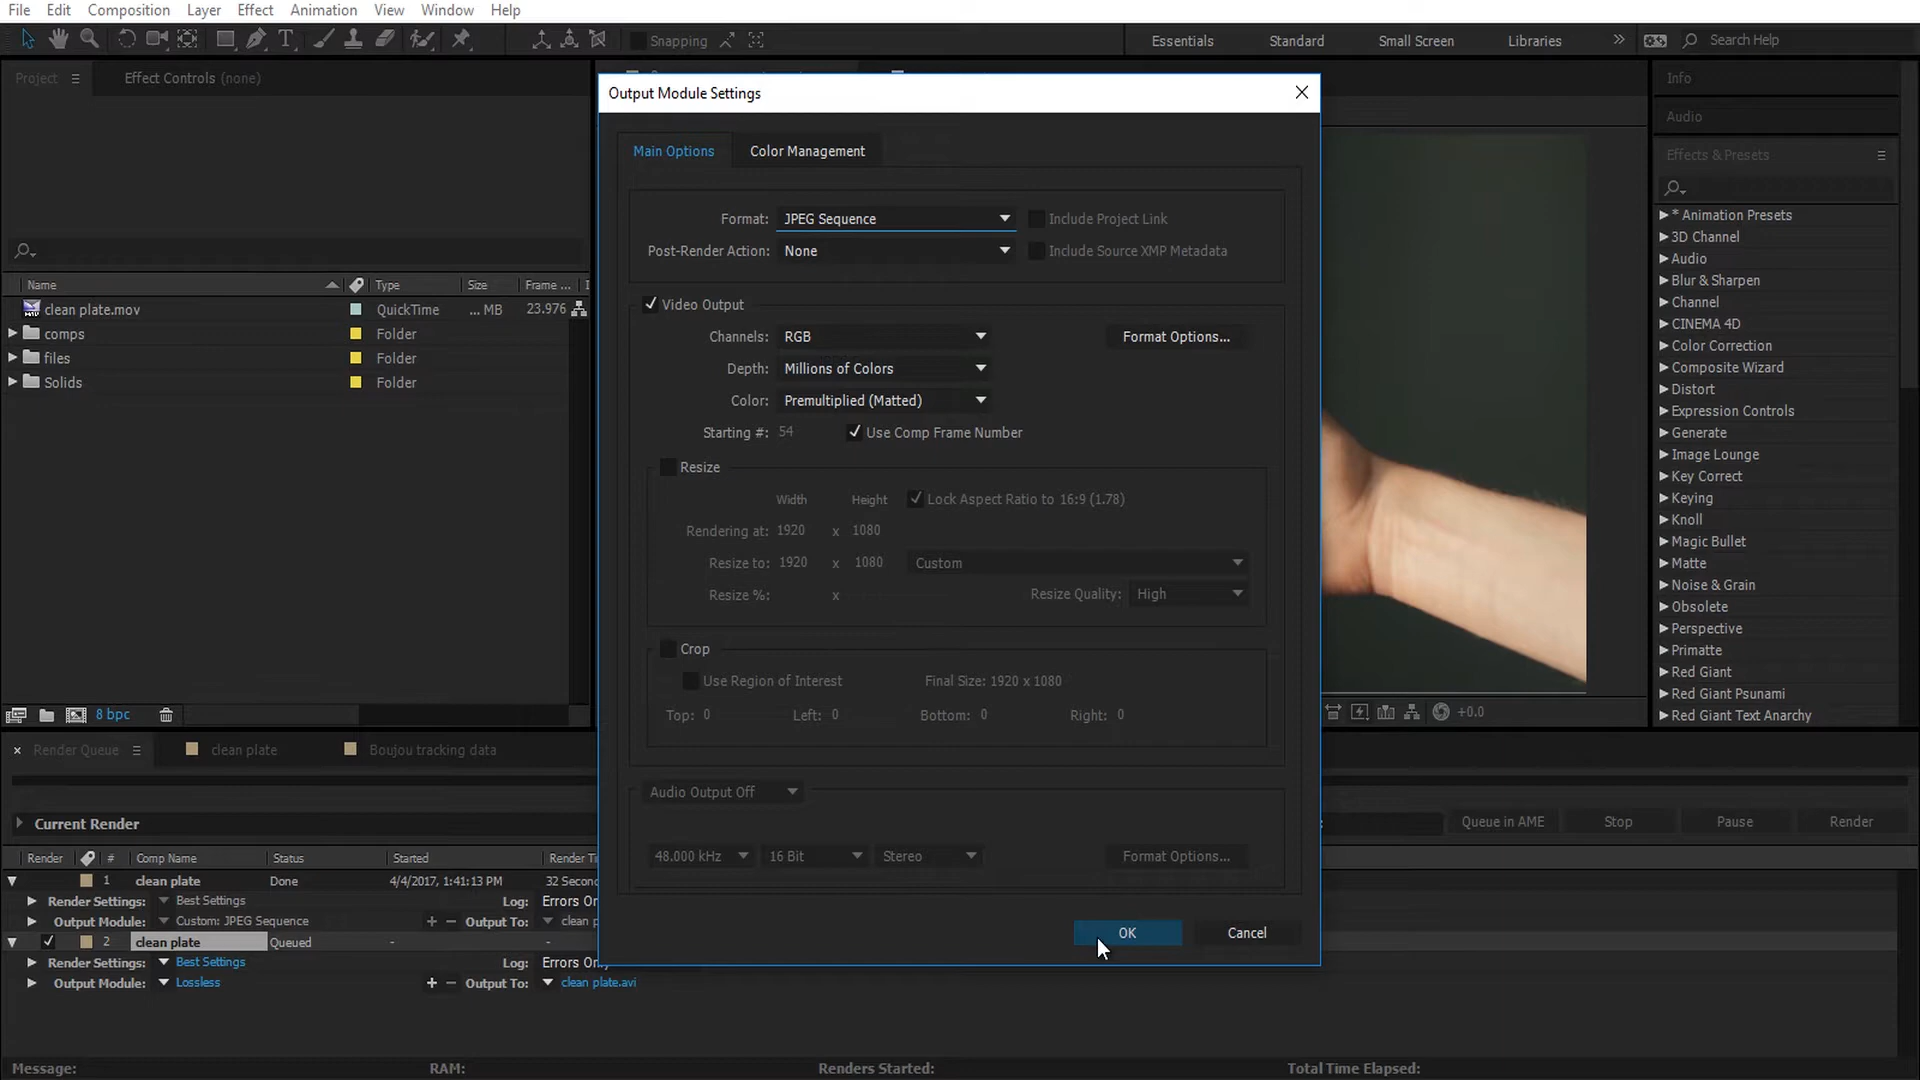 File Edit Composition Layer Effect Animation View Window Help
Snapping
Essentials Standard Small Screen Libraries Search Help
Project Effect Controls (none)
Name Type Size Frame ...
clean plate.mov QuickTime ... MB 23.976
comps Folder
files Folder
Solids Folder
8 bpc
Output Module Settings
Main Options Color Management
Format: JPEG Sequence Include Project Link
Post-Render Action: None Include Source XMP Metadata
Video Output
Channels: RGB Format Options...
Depth: Millions of Colors
Color: Premultiplied (Matted)
Starting #: 54 Use Comp Frame Number
Resize
Width Height Lock Aspect Ratio to 16:9 (1.78)
Rendering at: 1920 x 1080
Resize to: 1920 x 1080 Custom
Resize %: x Resize Quality: High
Crop
Use Region of Interest Final Size: 1920 x 1080
Top: 0 Left: 0 Bottom: 0 Right: 0
Audio Output Off
48.000 kHz 16 Bit Stereo Format Options...
OK Cancel
Info
Audio
Effects & Presets
* Animation Presets
3D Channel
Audio
Blur & Sharpen
Channel
CINEMA 4D
Color Correction
Composite Wizard
Distort
Expression Controls
Generate
Image Lounge
Key Correct
Keying
Knoll
Magic Bullet
Matte
Noise & Grain
Obsolete
Perspective
Primatte
Red Giant
Red Giant Psunami
Red Giant Text Anarchy
+0.0
Render Queue clean plate Boujou tracking data
Current Render Queue in AME Stop Pause Render
Render # Comp Name Status Started Render Ti
1 clean plate Done 4/4/2017, 1:41:13 PM 32 Secon
Render Settings: Best Settings Log: Errors On
Output Module: Custom: JPEG Sequence + − Output To: clean p
2 clean plate Queued - -
Render Settings: Best Settings Log: Errors Only
Output Module: Lossless + − Output To: clean plate.avi
Message: RAM: Renders Started: Total Time Elapsed: